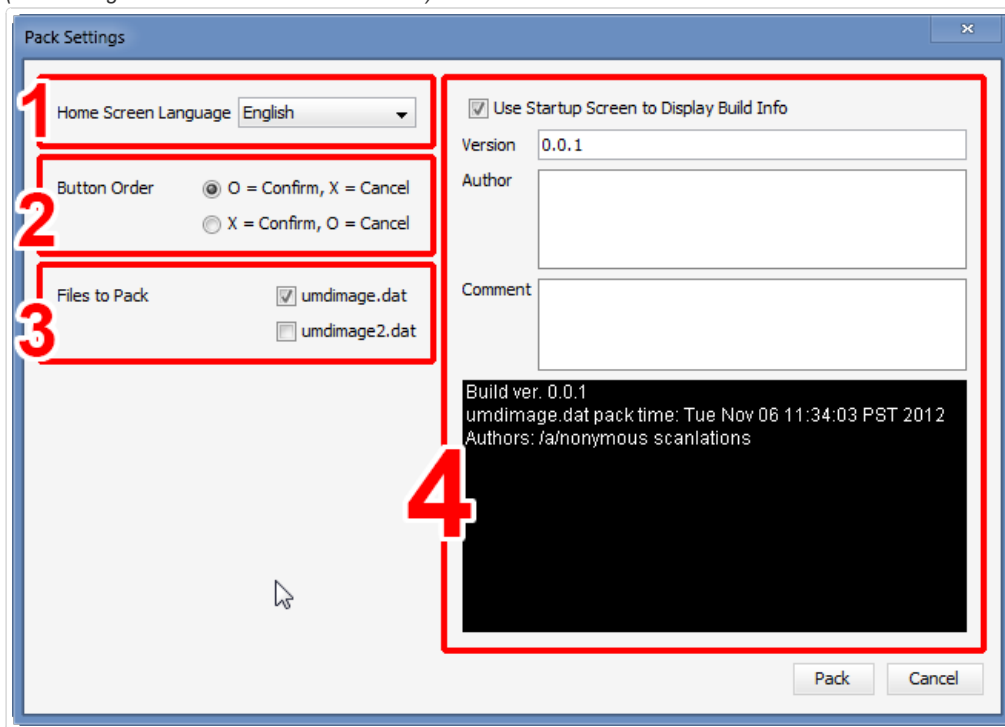 Pack Settings
1
Home Screen Language English
2
Button Order O = Confirm, X = Cancel
X = Confirm, O = Cancel
3
Files to Pack umdimage.dat
umdimage2.dat
4
Use Startup Screen to Display Build Info
Version 0.0.1
Author
Comment
Build ver. 0.0.1
umdimage.dat pack time: Tue Nov 06 11:34:03 PST 2012
Authors: /a/nonymous scanlations
Pack Cancel